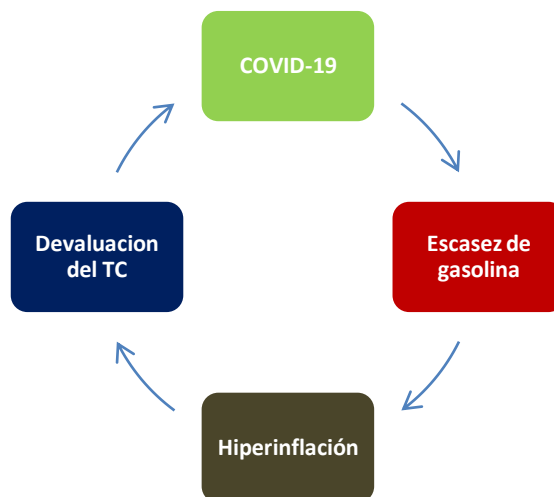 COVID-19
Escasez de
gasolina
Hiperinflación
Devaluacion
del TC